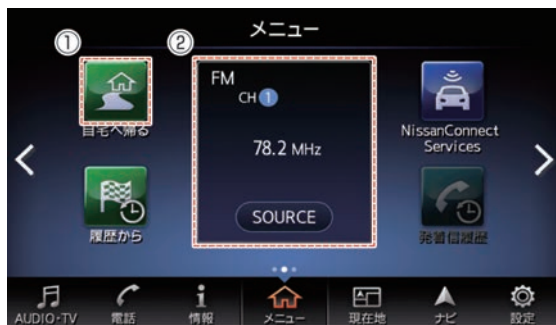 メニュー
①
②
自宅へ帰る
FM
CH 1
78.2 MHz
SOURCE
NissanConnect
Services
履歴から
発着信履歴
AUDIO・TV
電話
情報
メニュー
現在地
ナビ
設定